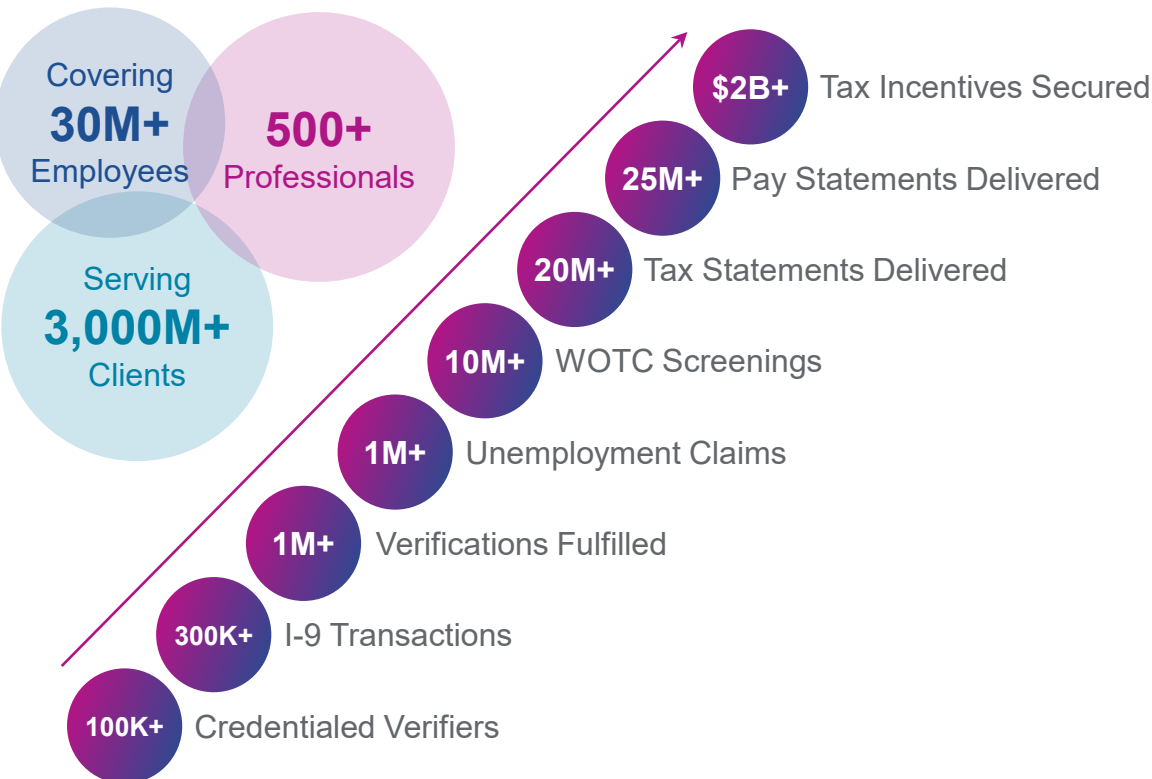 Covering
30M+
Employees
500+
Professionals
Serving
3,000M+
Clients
$2B+ Tax Incentives Secured
25M+ Pay Statements Delivered
20M+ Tax Statements Delivered
10M+ WOTC Screenings
1M+ Unemployment Claims
1M+ Verifications Fulfilled
300K+ I-9 Transactions
100K+ Credentialed Verifiers